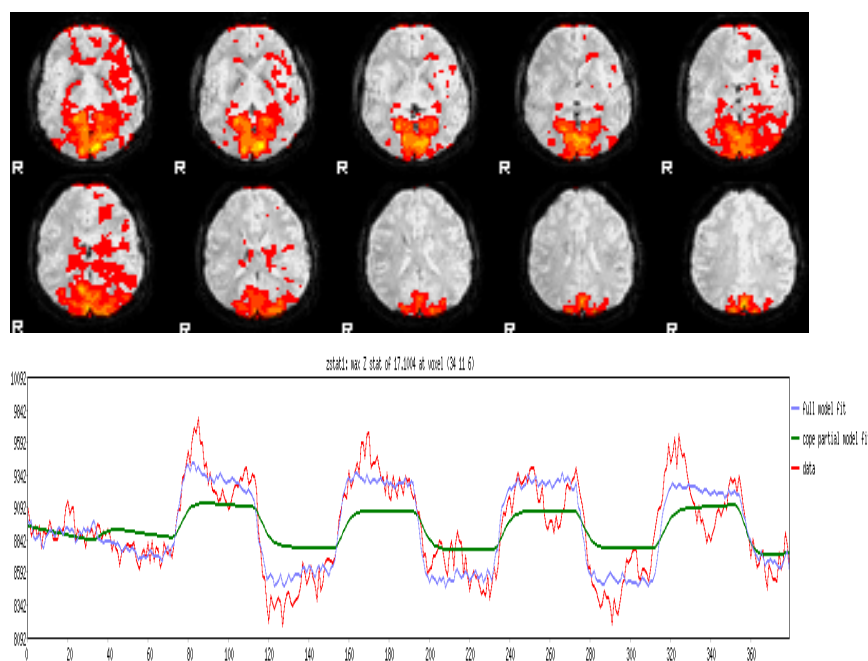 R R R R R
R R R R R
zstat1: max Z stat of 17.1004 at voxel (34 11 6)
10092
9842
9592
9342
9092
8842
8592
8342
8092
0 20 40 60 80 100 120 140 160 180 200 220 240 260 280 300 320 340 360
full model fit
cope partial model fi
data